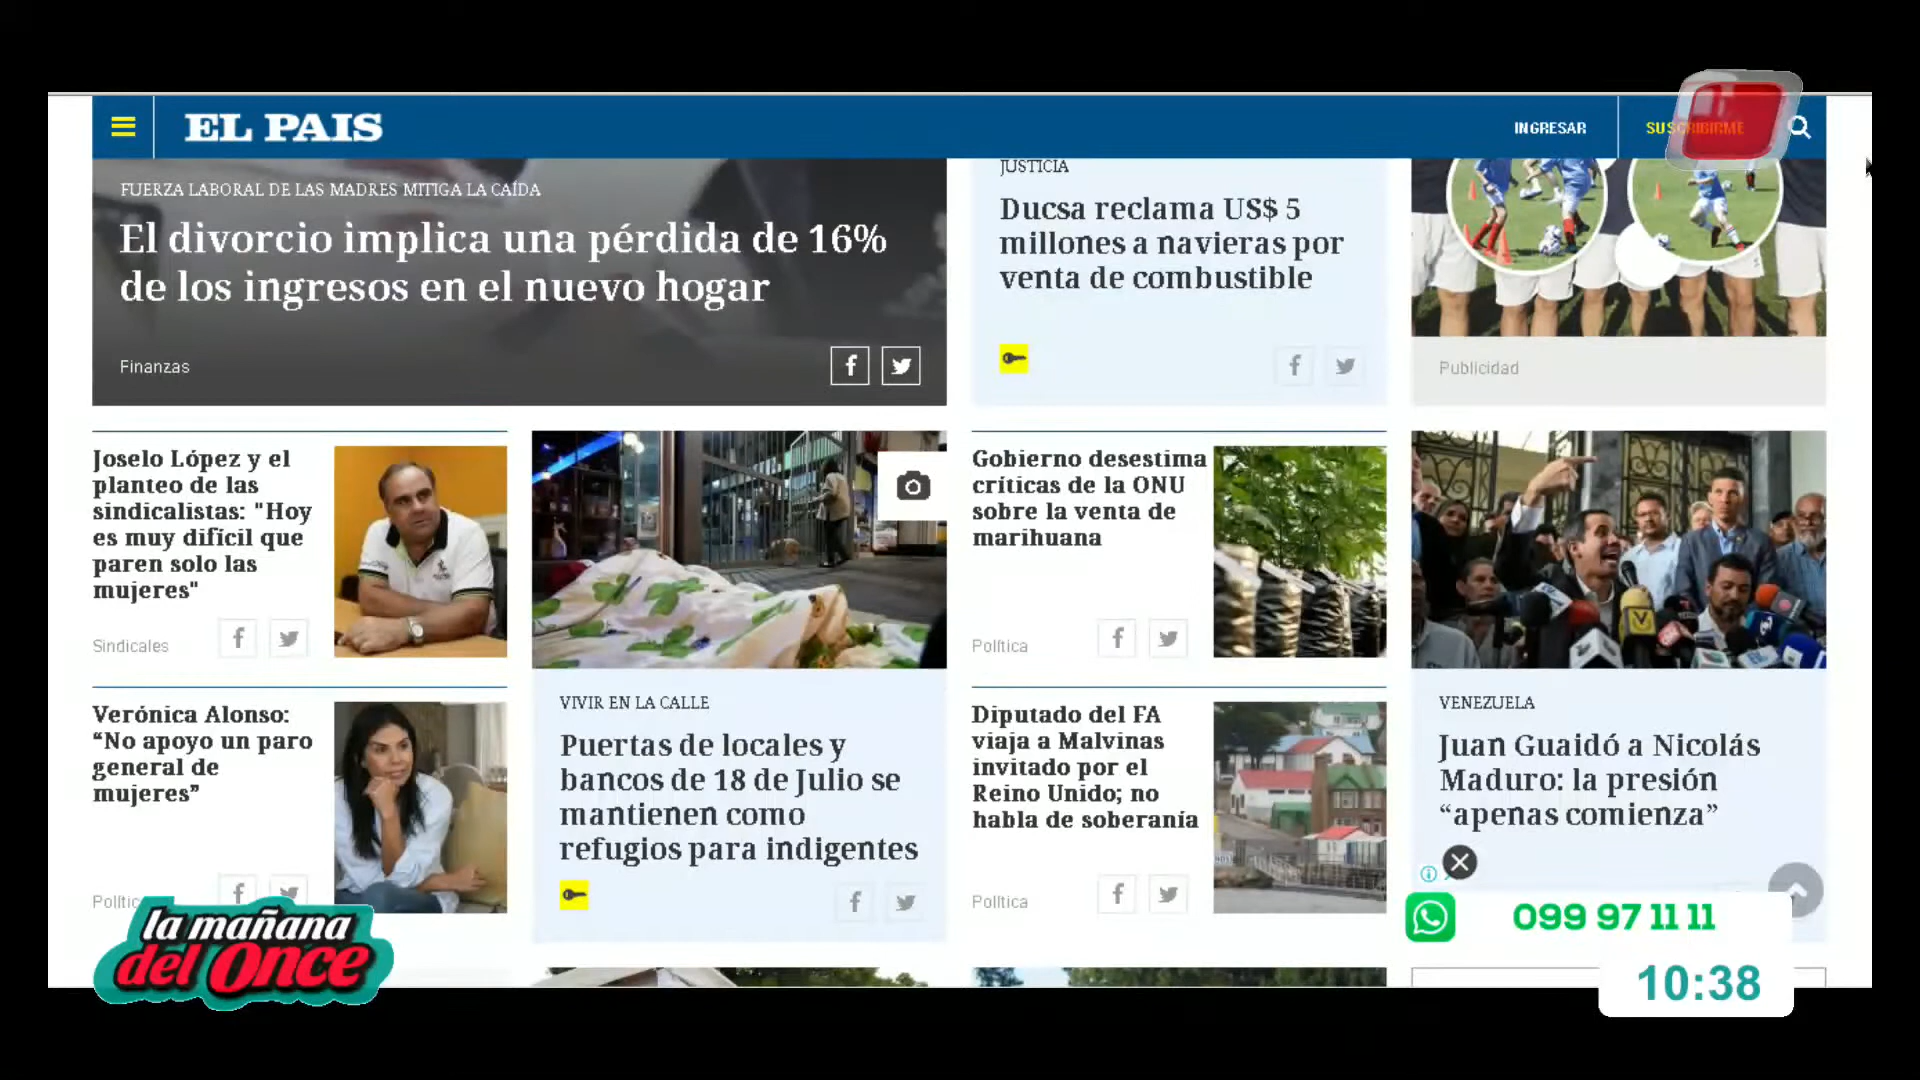 EL PAIS
INGRESAR
SUSCRIBIRME
FUERZA LABORAL DE LAS MADRES MITIGA LA CAÍDA
El divorcio implica una pérdida de 16%
de los ingresos en el nuevo hogar
Finanzas
JUSTICIA
Ducsa reclama US$ 5
millones a navieras por
venta de combustible
Publicidad
Joselo López y el
planteo de las
sindicalistas: "Hoy
es muy difícil que
paren solo las
mujeres"
Sindicales
Verónica Alonso:
“No apoyo un paro
general de
mujeres”
Polític
VIVIR EN LA CALLE
Puertas de locales y
bancos de 18 de Julio se
mantienen como
refugios para indigentes
Gobierno desestima
críticas de la ONU
sobre la venta de
marihuana
Política
Diputado del FA
viaja a Malvinas
invitado por el
Reino Unido; no
habla de soberanía
Política
VENEZUELA
Juan Guaidó a Nicolás
Maduro: la presión
“apenas comienza”
la mañana
del Once
099 97 11 11
10:38